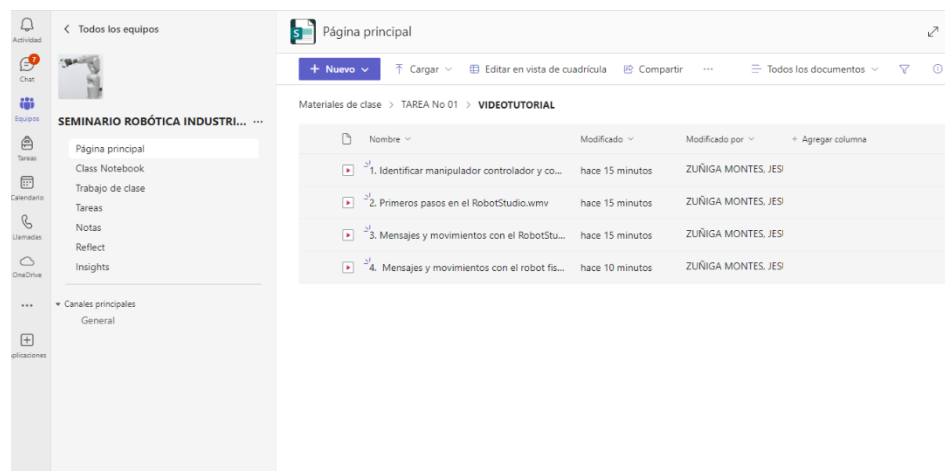 Actividad
7
Chat
Equipos
Tareas
Calendario
Llamadas
OneDrive
...
plicaciones
< Todos los equipos
SEMINARIO ROBÓTICA INDUSTRI... ...
Página principal
Class Notebook
Trabajo de clase
Tareas
Notas
Reflect
Insights
Canales principales
General
S Página principal
+ Nuevo Cargar Editar en vista de cuadrícula Compartir ... Todos los documentos
Materiales de clase > TAREA No 01 > VIDEOTUTORIAL
Nombre Modificado Modificado por + Agregar columna
1. Identificar manipulador controlador y co... hace 15 minutos ZUÑIGA MONTES, JES
2. Primeros pasos en el RobotStudio.wmv hace 15 minutos ZUÑIGA MONTES, JES
3. Mensajes y movimientos con el RobotStu... hace 15 minutos ZUÑIGA MONTES, JES
4. Mensajes y movimientos con el robot fis... hace 10 minutos ZUÑIGA MONTES, JES